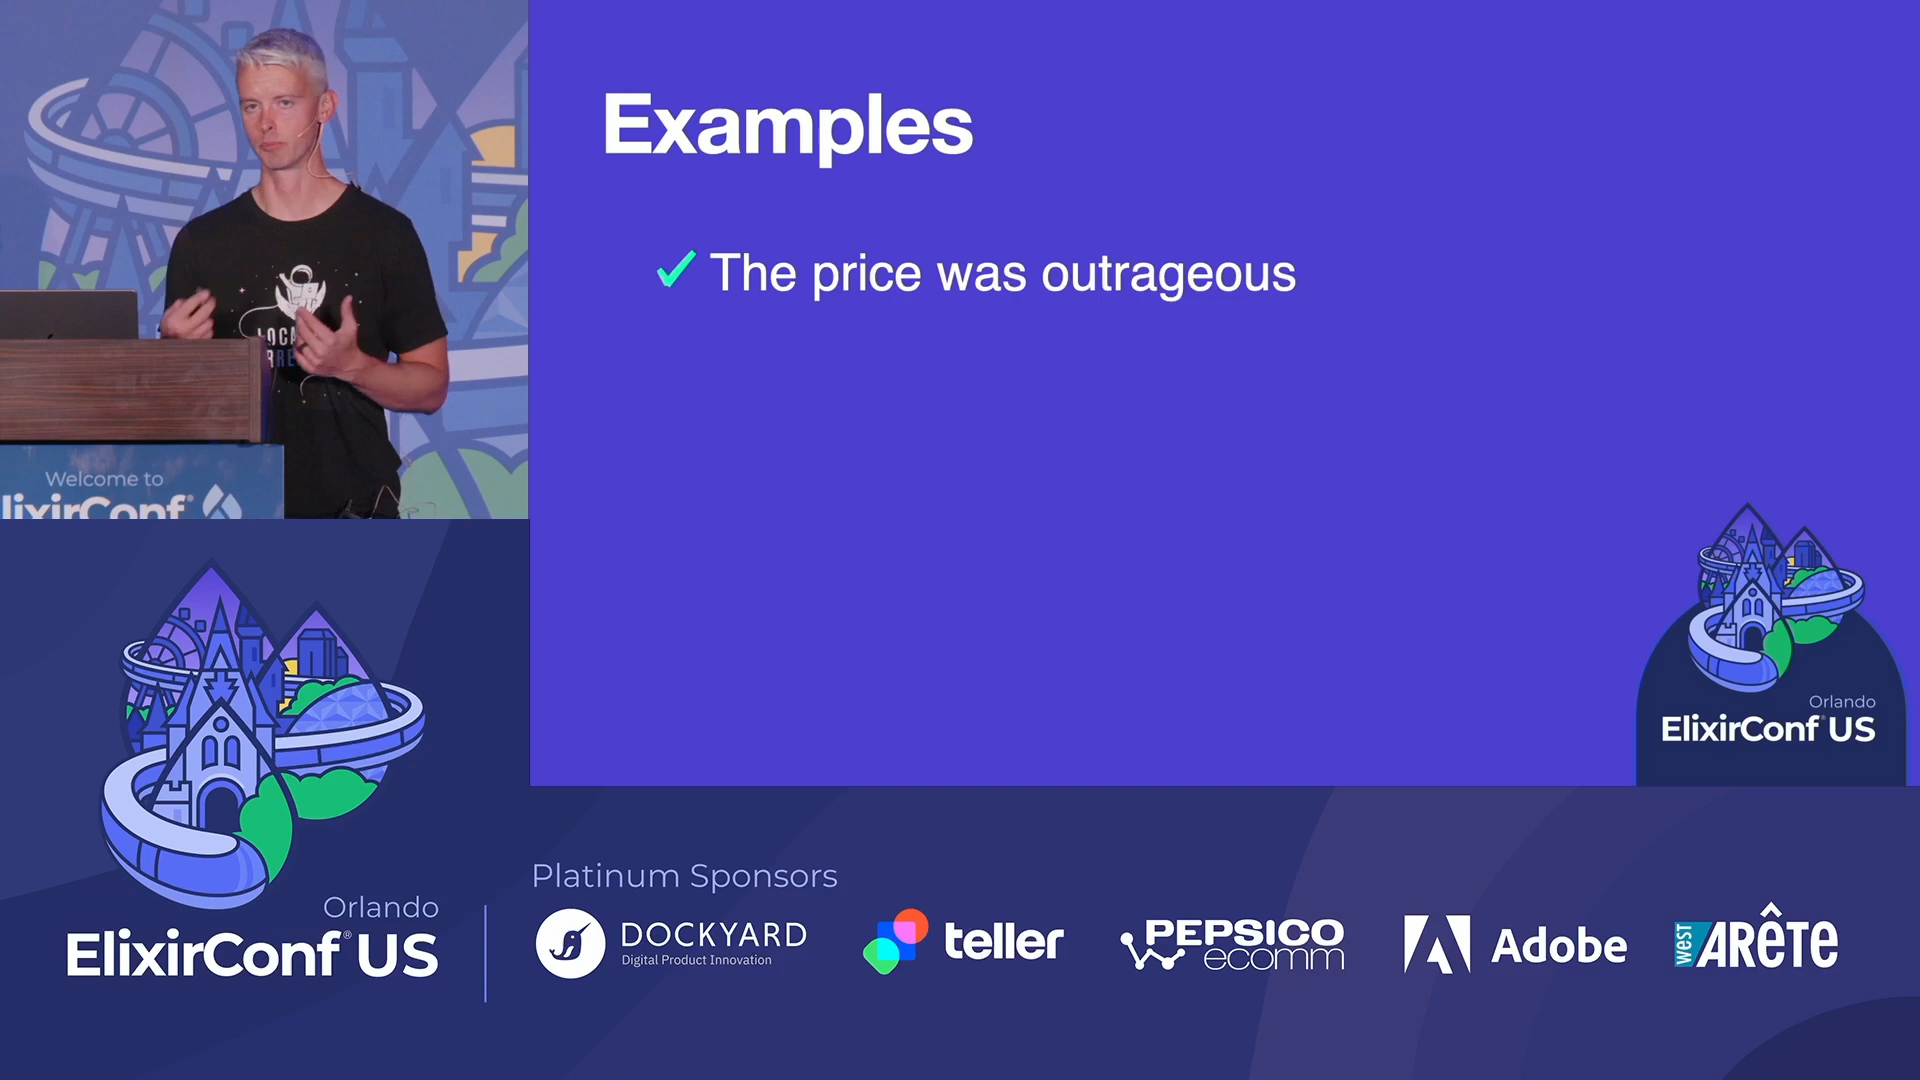 Examples
✓ The price was outrageous
Welcome to
lixirConf
Orlando
ElixirConf US
Orlando
ElixirConf® US
Platinum Sponsors
DOCKYARD
Digital Product Innovation
teller
PEPSICO
ecomm
Adobe
west ARêTE